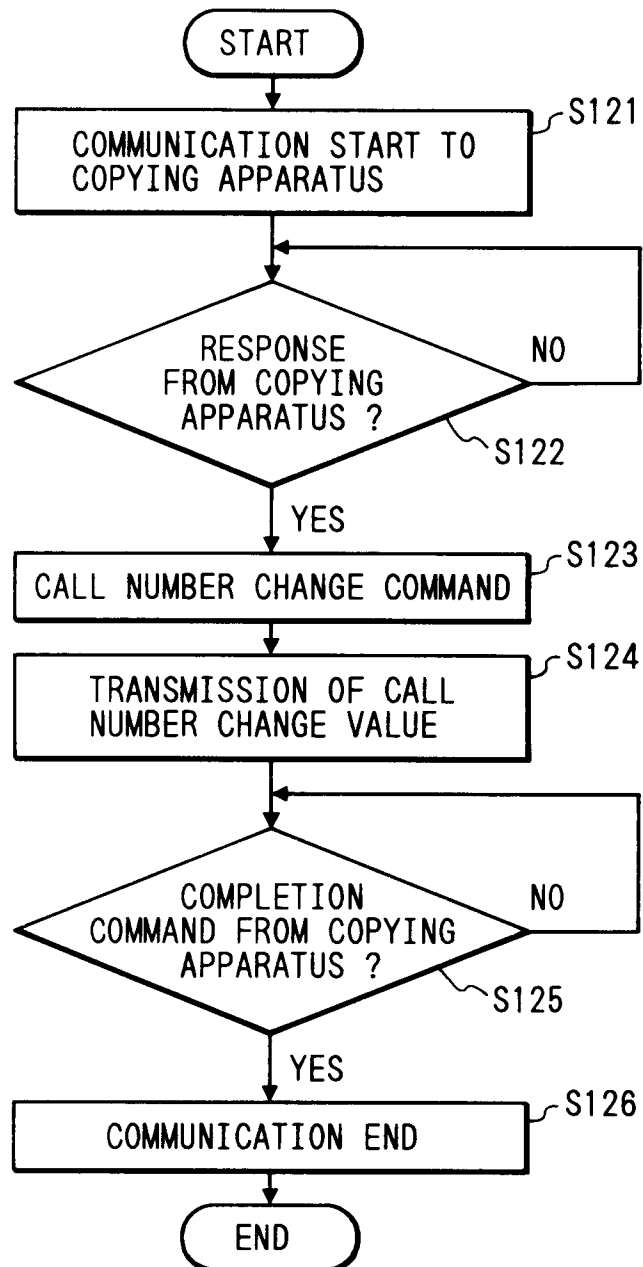 START
S121
COMMUNICATION START TO
COPYING APPARATUS
RESPONSE
FROM COPYING
APPARATUS ?
NO
S122
YES
S123
CALL NUMBER CHANGE COMMAND
S124
TRANSMISSION OF CALL
NUMBER CHANGE VALUE
COMPLETION
COMMAND FROM COPYING
APPARATUS ?
NO
S125
YES
S126
COMMUNICATION END
END